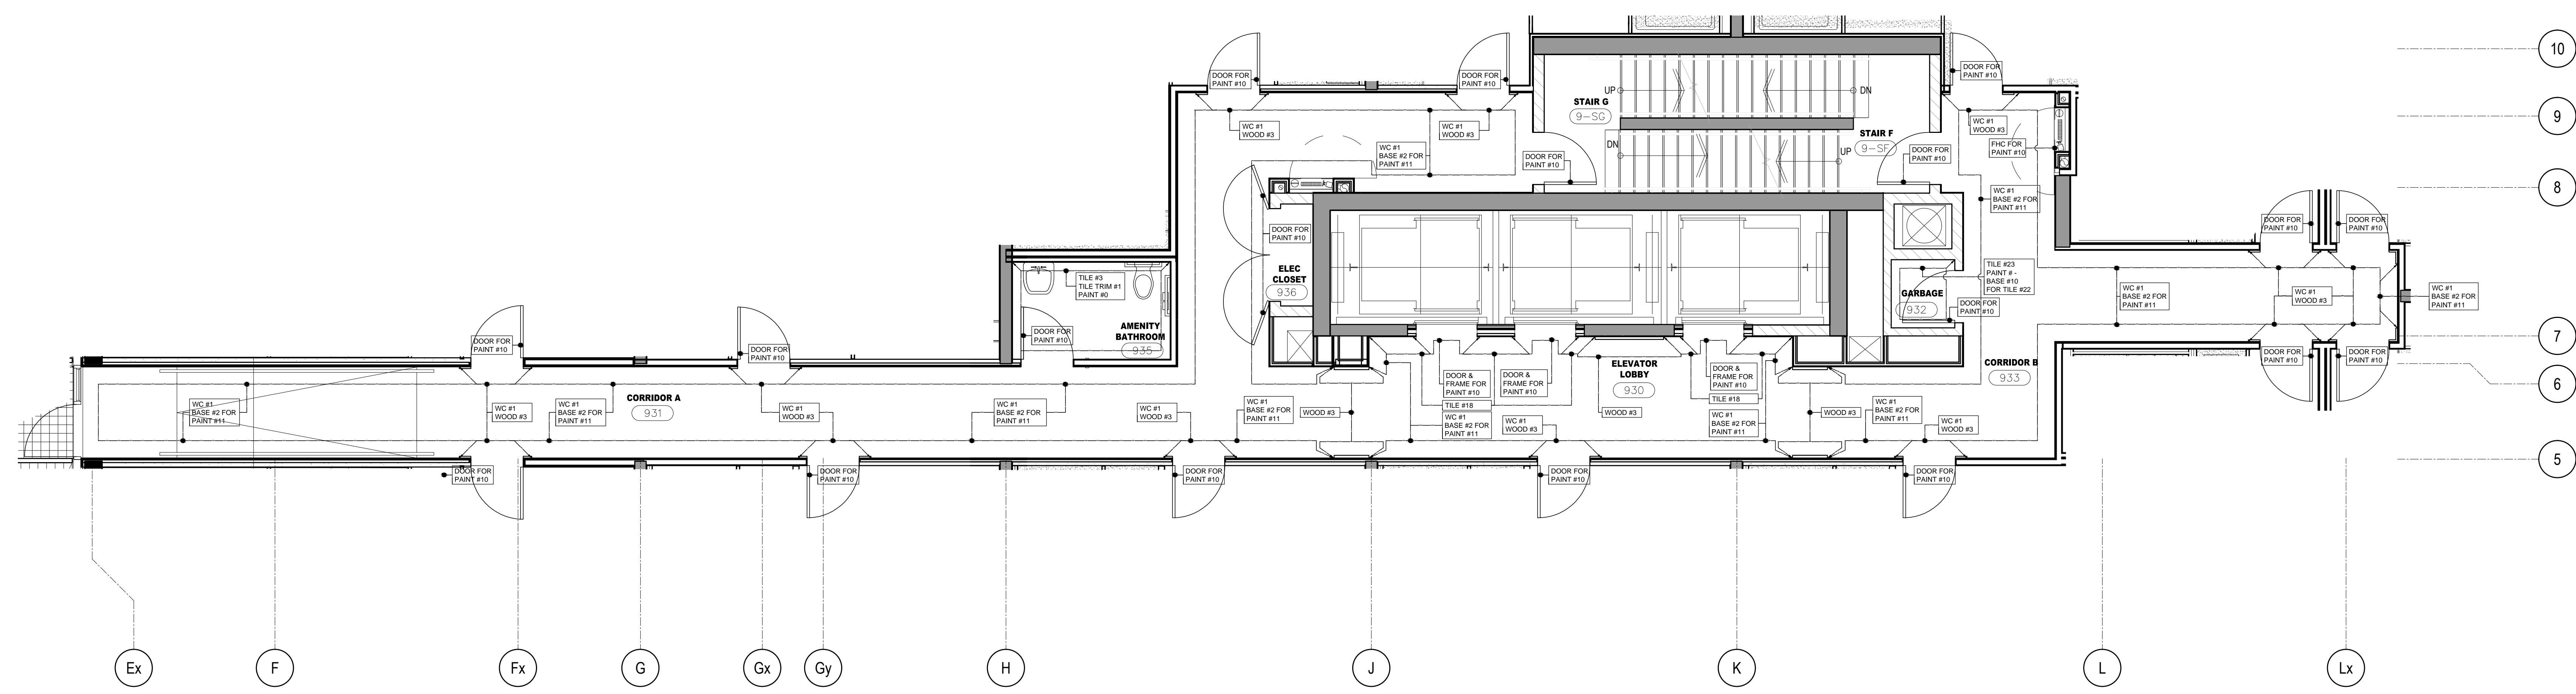 10
DOOR FOR
PAINT #10
DOOR FOR
PAINT #10
DOOR FOR
PAINT #10
UP
DN
STAIR G
9-SG
9
WC #1
WOOD #3
WC #1
WOOD #3
WC #1
WOOD #3
STAIR F
9-SF
DN
UP
WC #1
BASE #2 FOR
PAINT #11
DOOR FOR
PAINT #10
DOOR FOR
PAINT #10
FHC FOR
PAINT #10
8
WC #1
BASE #2 FOR
PAINT #11
DOOR FOR
PAINT #10
DOOR FOR
PAINT #10
DOOR FOR
PAINT #10
ELEC
CLOSET
936
TILE #3
TILE TRIM #1
PAINT #0
TILE #23
PAINT # -
BASE #10
FOR TILE #22
GARBAGE
932
DOOR FOR
PAINT #10
WC #1
BASE #2 FOR
PAINT #11
WC #1
WOOD #3
WC #1
BASE #2 FOR
PAINT #11
AMENITY
BATHROOM
935
DOOR FOR
PAINT #10
7
DOOR FOR
PAINT #10
DOOR FOR
PAINT #10
DOOR FOR
PAINT #10
DOOR FOR
PAINT #10
ELEVATOR
LOBBY
930
CORRIDOR B
933
6
DOOR &
FRAME FOR
PAINT #10
DOOR &
FRAME FOR
PAINT #10
DOOR &
FRAME FOR
PAINT #10
TILE #18
TILE #18
CORRIDOR A
931
WC #1
BASE #2 FOR
PAINT #11
WC #1
WOOD #3
WC #1
BASE #2 FOR
PAINT #11
WC #1
WOOD #3
WC #1
BASE #2 FOR
PAINT #11
WC #1
WOOD #3
WC #1
BASE #2 FOR
PAINT #11
WOOD #3
WC #1
BASE #2 FOR
PAINT #11
WC #1
WOOD #3
WOOD #3
WC #1
BASE #2 FOR
PAINT #11
WOOD #3
WC #1
BASE #2 FOR
PAINT #11
WC #1
WOOD #3
5
DOOR FOR
PAINT #10
DOOR FOR
PAINT #10
DOOR FOR
PAINT #10
DOOR FOR
PAINT #10
DOOR FOR
PAINT #10
Ex
F
Fx
G
Gx
Gy
H
J
K
L
Lx